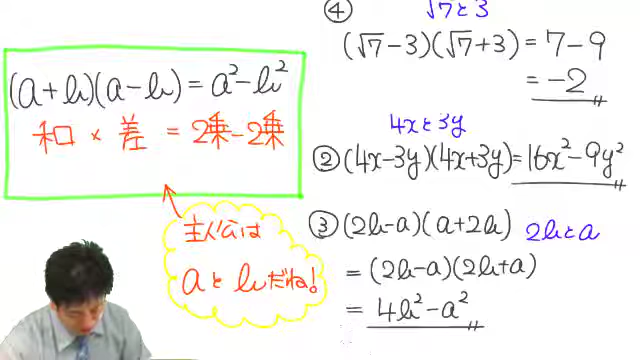 (a+b)(a-b)=a²-b²
和×差=2乗-2乗
主人公は
aとbだね!
④ √7と3
(√7-3)(√7+3)=7-9
=-2
4xと3y
②(4x-3y)(4x+3y)=16x²-9y²
③(2b-a)(a+2b) 2bとa
=(2b-a)(2b+a)
=4b²-a²